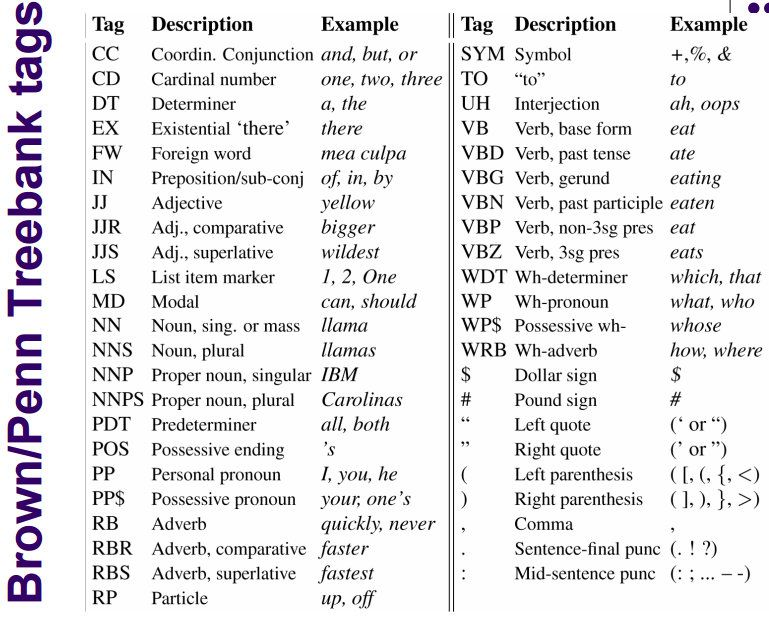 Brown/Penn Treebank tags
Tag Description Example
CC Coordin. Conjunction and, but, or
CD Cardinal number one, two, three
DT Determiner a, the
EX Existential ‘there’ there
FW Foreign word mea culpa
IN Preposition/sub-conj of, in, by
JJ Adjective yellow
JJR Adj., comparative bigger
JJS Adj., superlative wildest
LS List item marker 1, 2, One
MD Modal can, should
NN Noun, sing. or mass llama
NNS Noun, plural llamas
NNP Proper noun, singular IBM
NNPS Proper noun, plural Carolinas
PDT Predeterminer all, both
POS Possessive ending ’s
PP Personal pronoun I, you, he
PP$ Possessive pronoun your, one’s
RB Adverb quickly, never
RBR Adverb, comparative faster
RBS Adverb, superlative fastest
RP Particle up, off
Tag Description Example
SYM Symbol +,%, &
TO “to” to
UH Interjection ah, oops
VB Verb, base form eat
VBD Verb, past tense ate
VBG Verb, gerund eating
VBN Verb, past participle eaten
VBP Verb, non-3sg pres eat
VBZ Verb, 3sg pres eats
WDT Wh-determiner which, that
WP Wh-pronoun what, who
WP$ Possessive wh- whose
WRB Wh-adverb how, where
$ Dollar sign $
# Pound sign #
“ Left quote (‘ or “)
” Right quote (’ or ”)
( Left parenthesis ( [, (, {, <)
) Right parenthesis ( ], ), }, >)
, Comma ,
. Sentence-final punc (. ! ?)
: Mid-sentence punc (: ; ... – -)